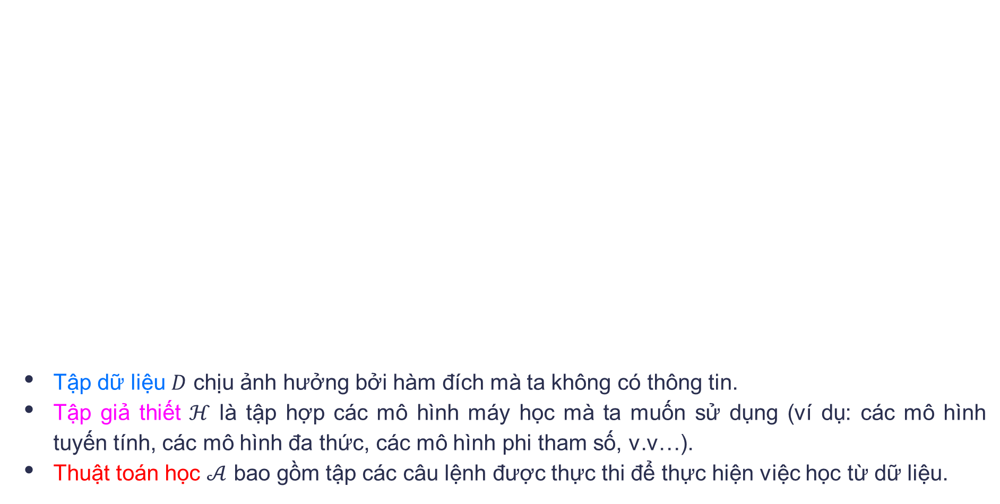 • Tập dữ liệu 𝐷 chịu ảnh hưởng bởi hàm đích mà ta không có thông tin.
• Tập giả thiết ℋ là tập hợp các mô hình máy học mà ta muốn sử dụng (ví dụ: các mô hình
tuyến tính, các mô hình đa thức, các mô hình phi tham số, v.v…).
• Thuật toán học 𝒜 bao gồm tập các câu lệnh được thực thi để thực hiện việc học từ dữ liệu.